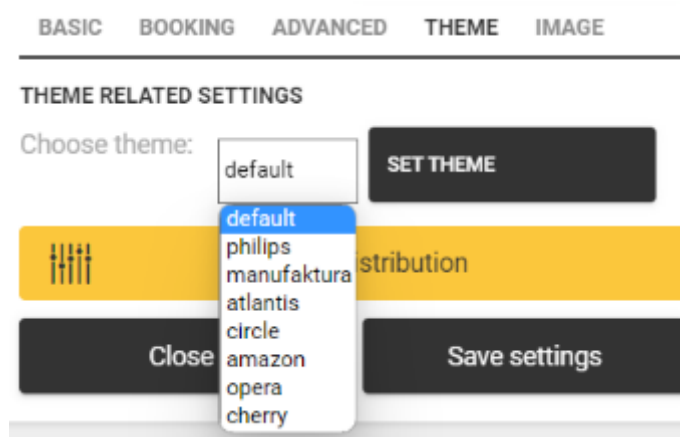 BASIC BOOKING ADVANCED THEME IMAGE
THEME RELATED SETTINGS
Choose theme:
default
SET THEME
default
philips
manufaktura
atlantis
circle
amazon
opera
cherry
stribution
Close
Save settings